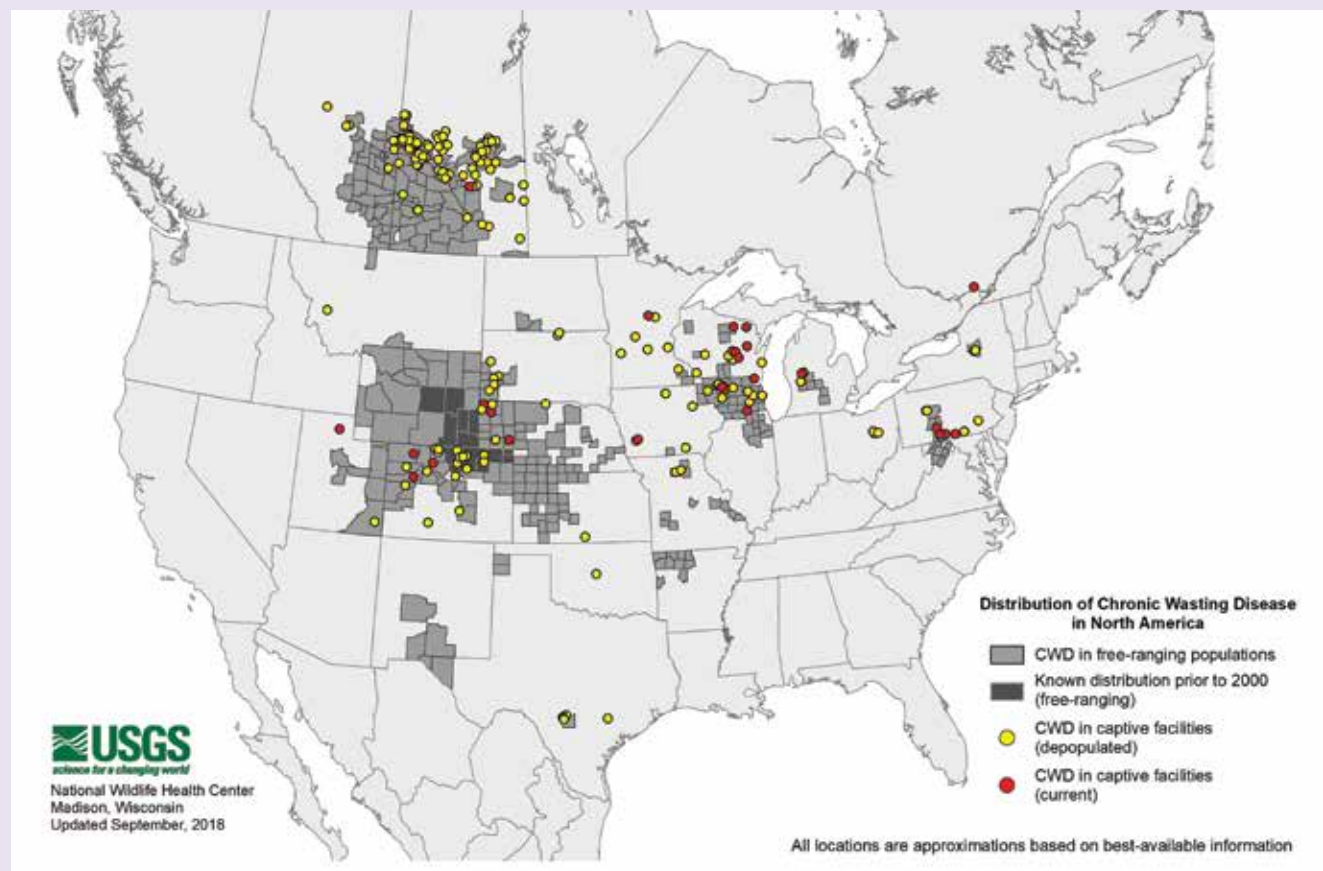 Distribution of Chronic Wasting Disease
in North America
CWD in free-ranging populations
Known distribution prior to 2000
(free-ranging)
CWD in captive facilities
(depopulated)
CWD in captive facilities
(current)
USGS
science for a changing world
National Wildlife Health Center
Madison, Wisconsin
Updated September, 2018
All locations are approximations based on best-available information